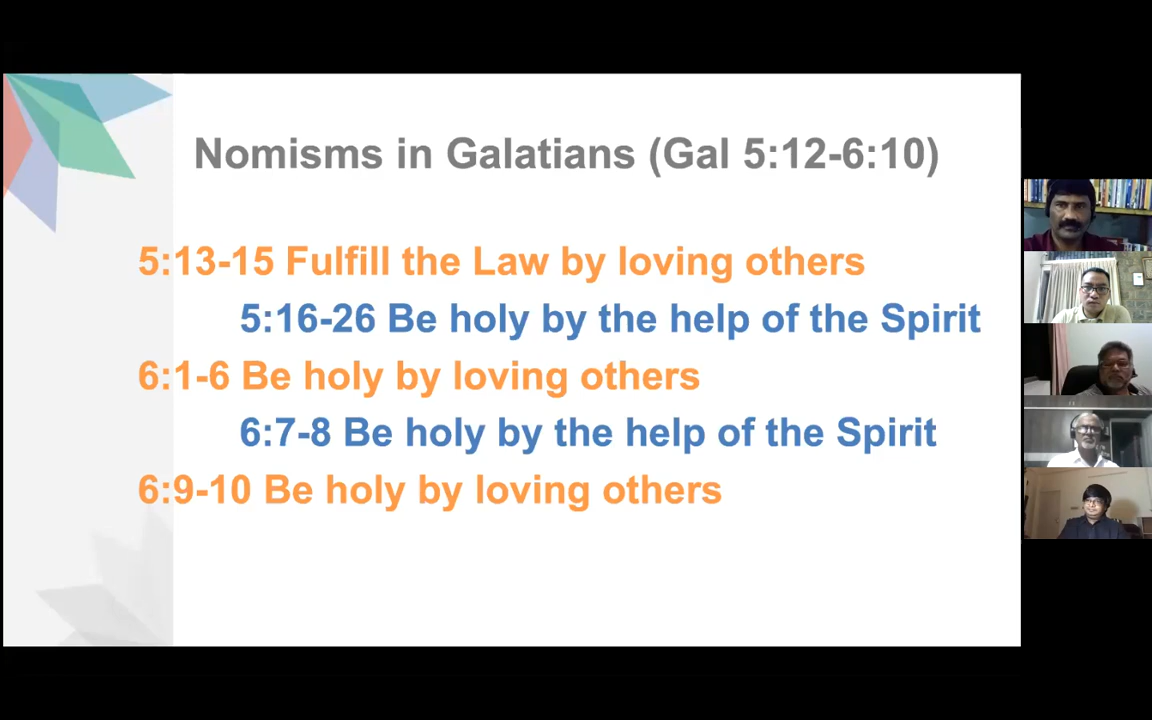 Nomisms in Galatians (Gal 5:12-6:10)
5:13-15 Fulfill the Law by loving others
5:16-26 Be holy by the help of the Spirit
6:1-6 Be holy by loving others
6:7-8 Be holy by the help of the Spirit
6:9-10 Be holy by loving others